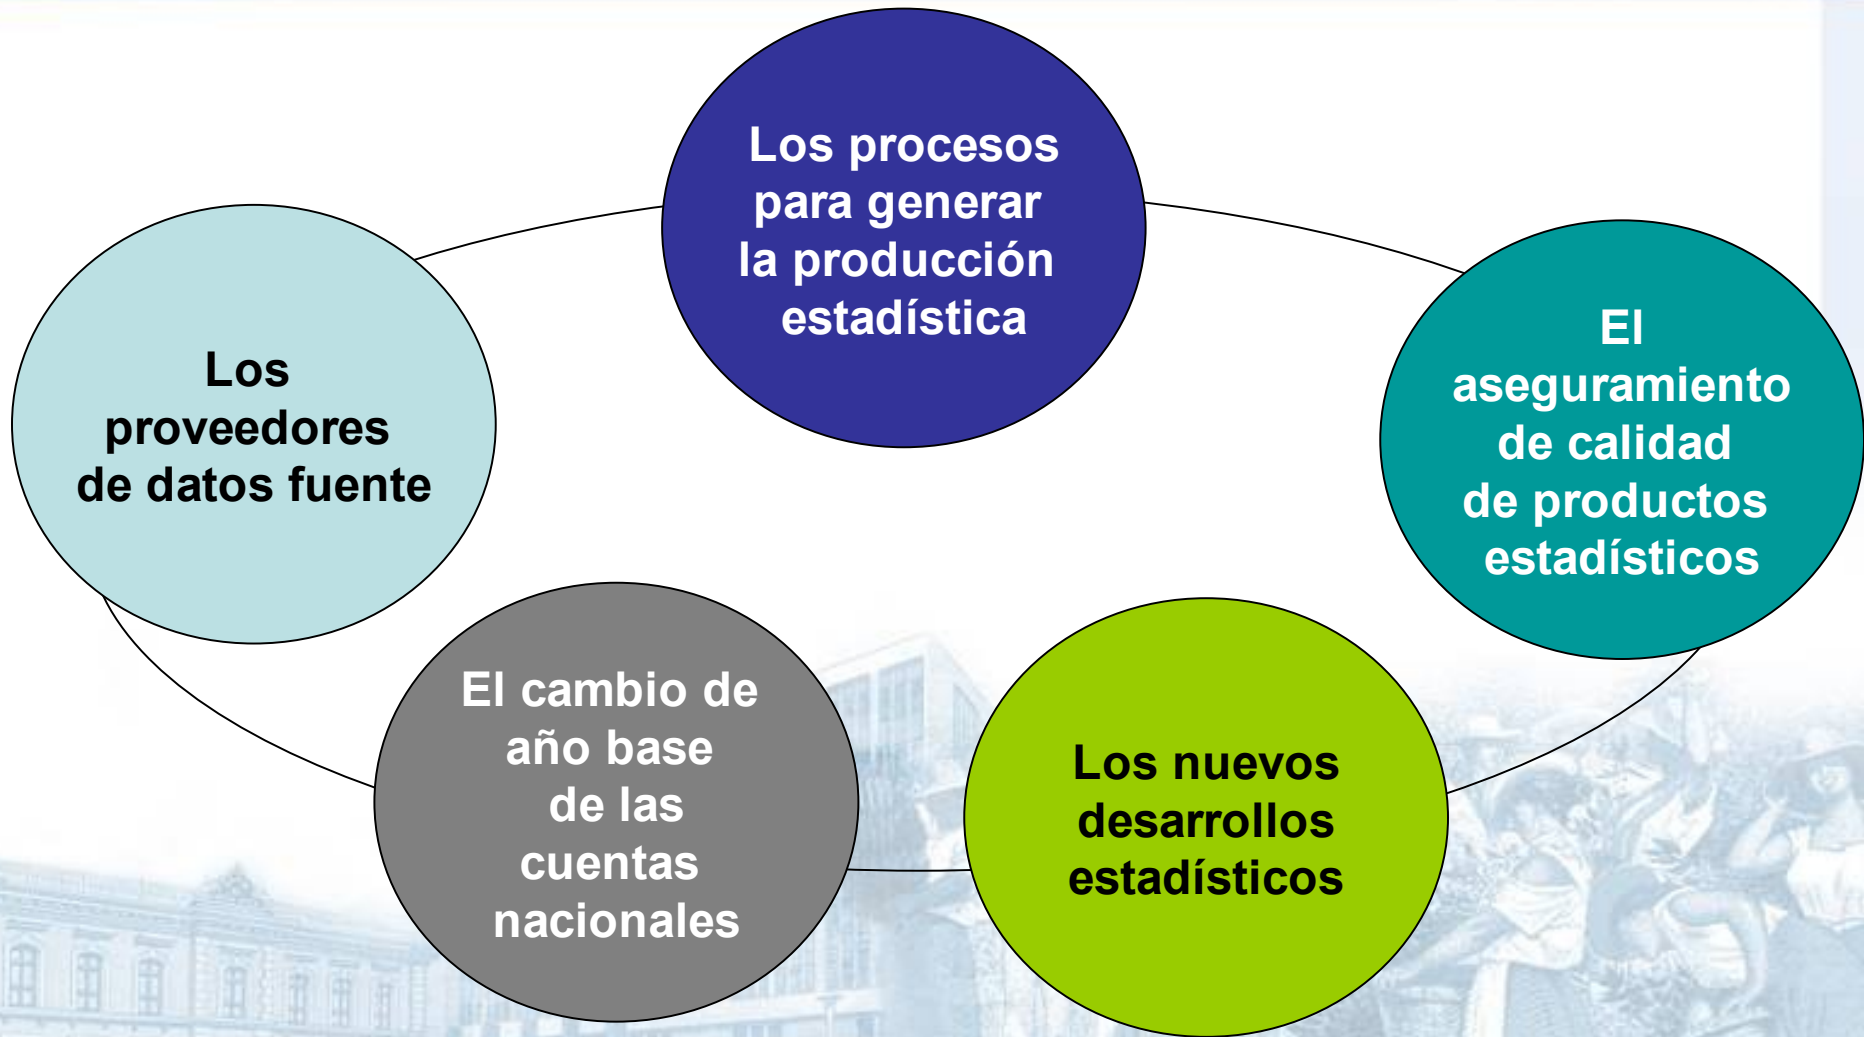 Los procesos
para generar
la producción
estadística
Los
proveedores
de datos fuente
El
aseguramiento
de calidad
de productos
estadísticos
El cambio de
año base
de las
cuentas
nacionales
Los nuevos
desarrollos
estadísticos